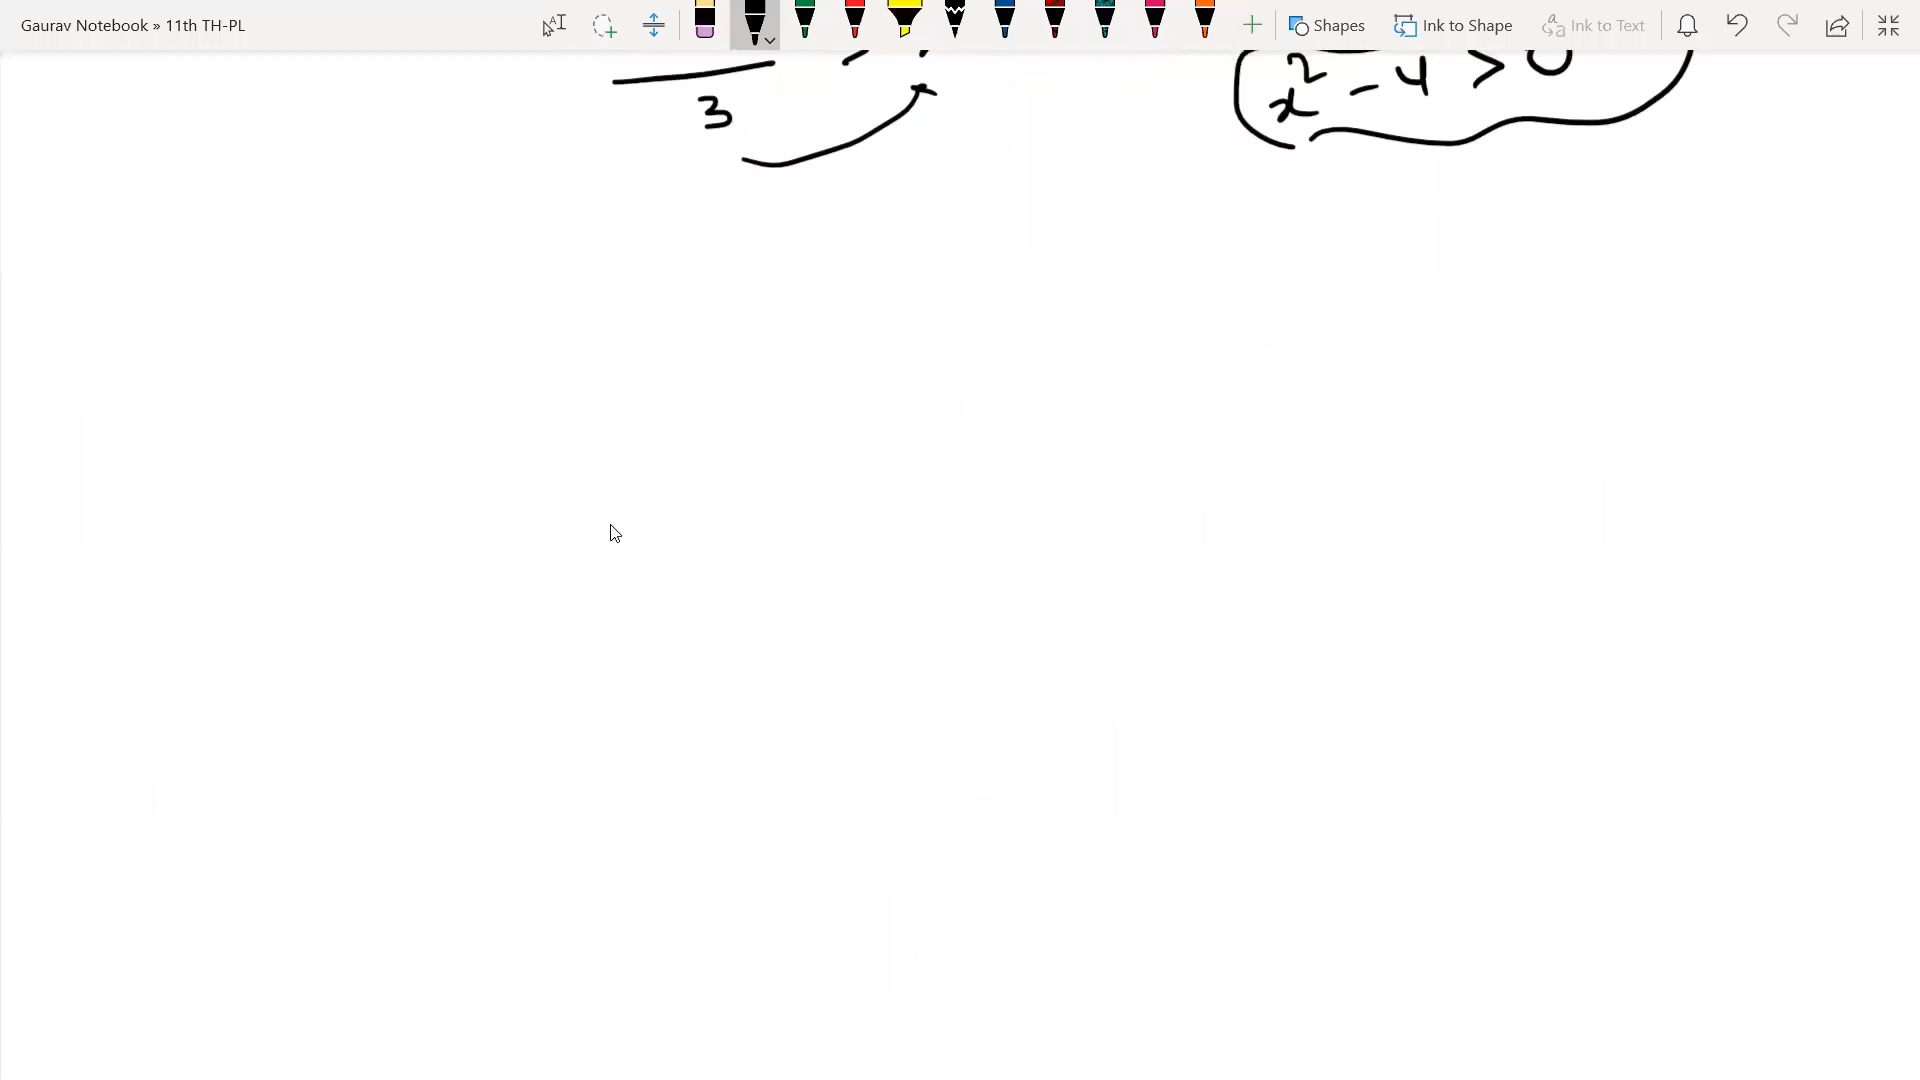 Gaurav Notebook » 11th TH-PL
Shapes
Ink to Shape
Ink to Text
x² - 4 > 0
3